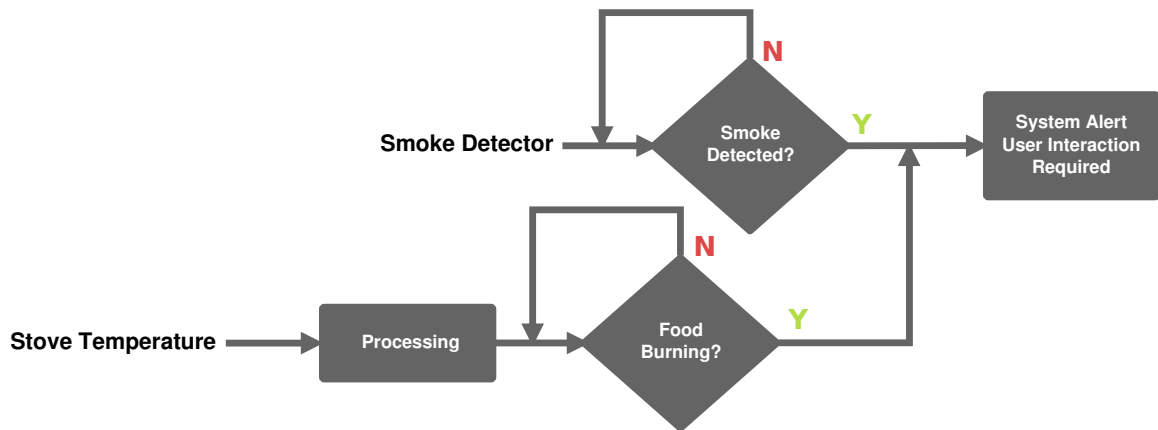 N
Smoke Detector
Smoke
Detected?
Y
System Alert
User Interaction
Required
N
Stove Temperature
Processing
Food
Burning?
Y